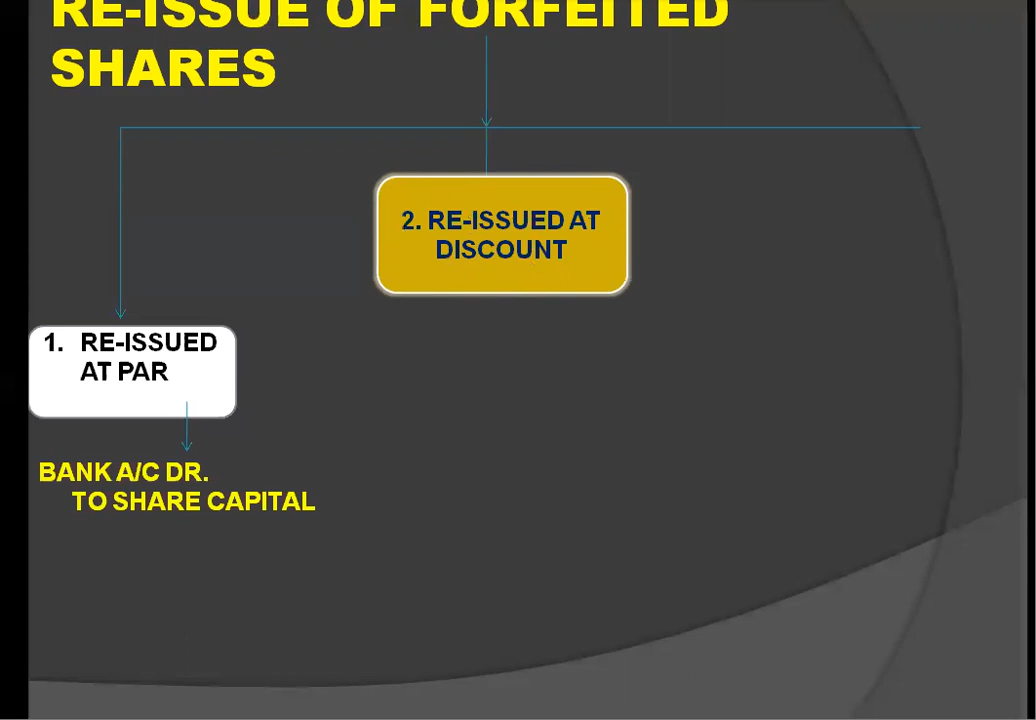 RE-ISSUE OF FORFEITED
SHARES
2. RE-ISSUED AT
DISCOUNT
1. RE-ISSUED
AT PAR
BANK A/C DR.
TO SHARE CAPITAL